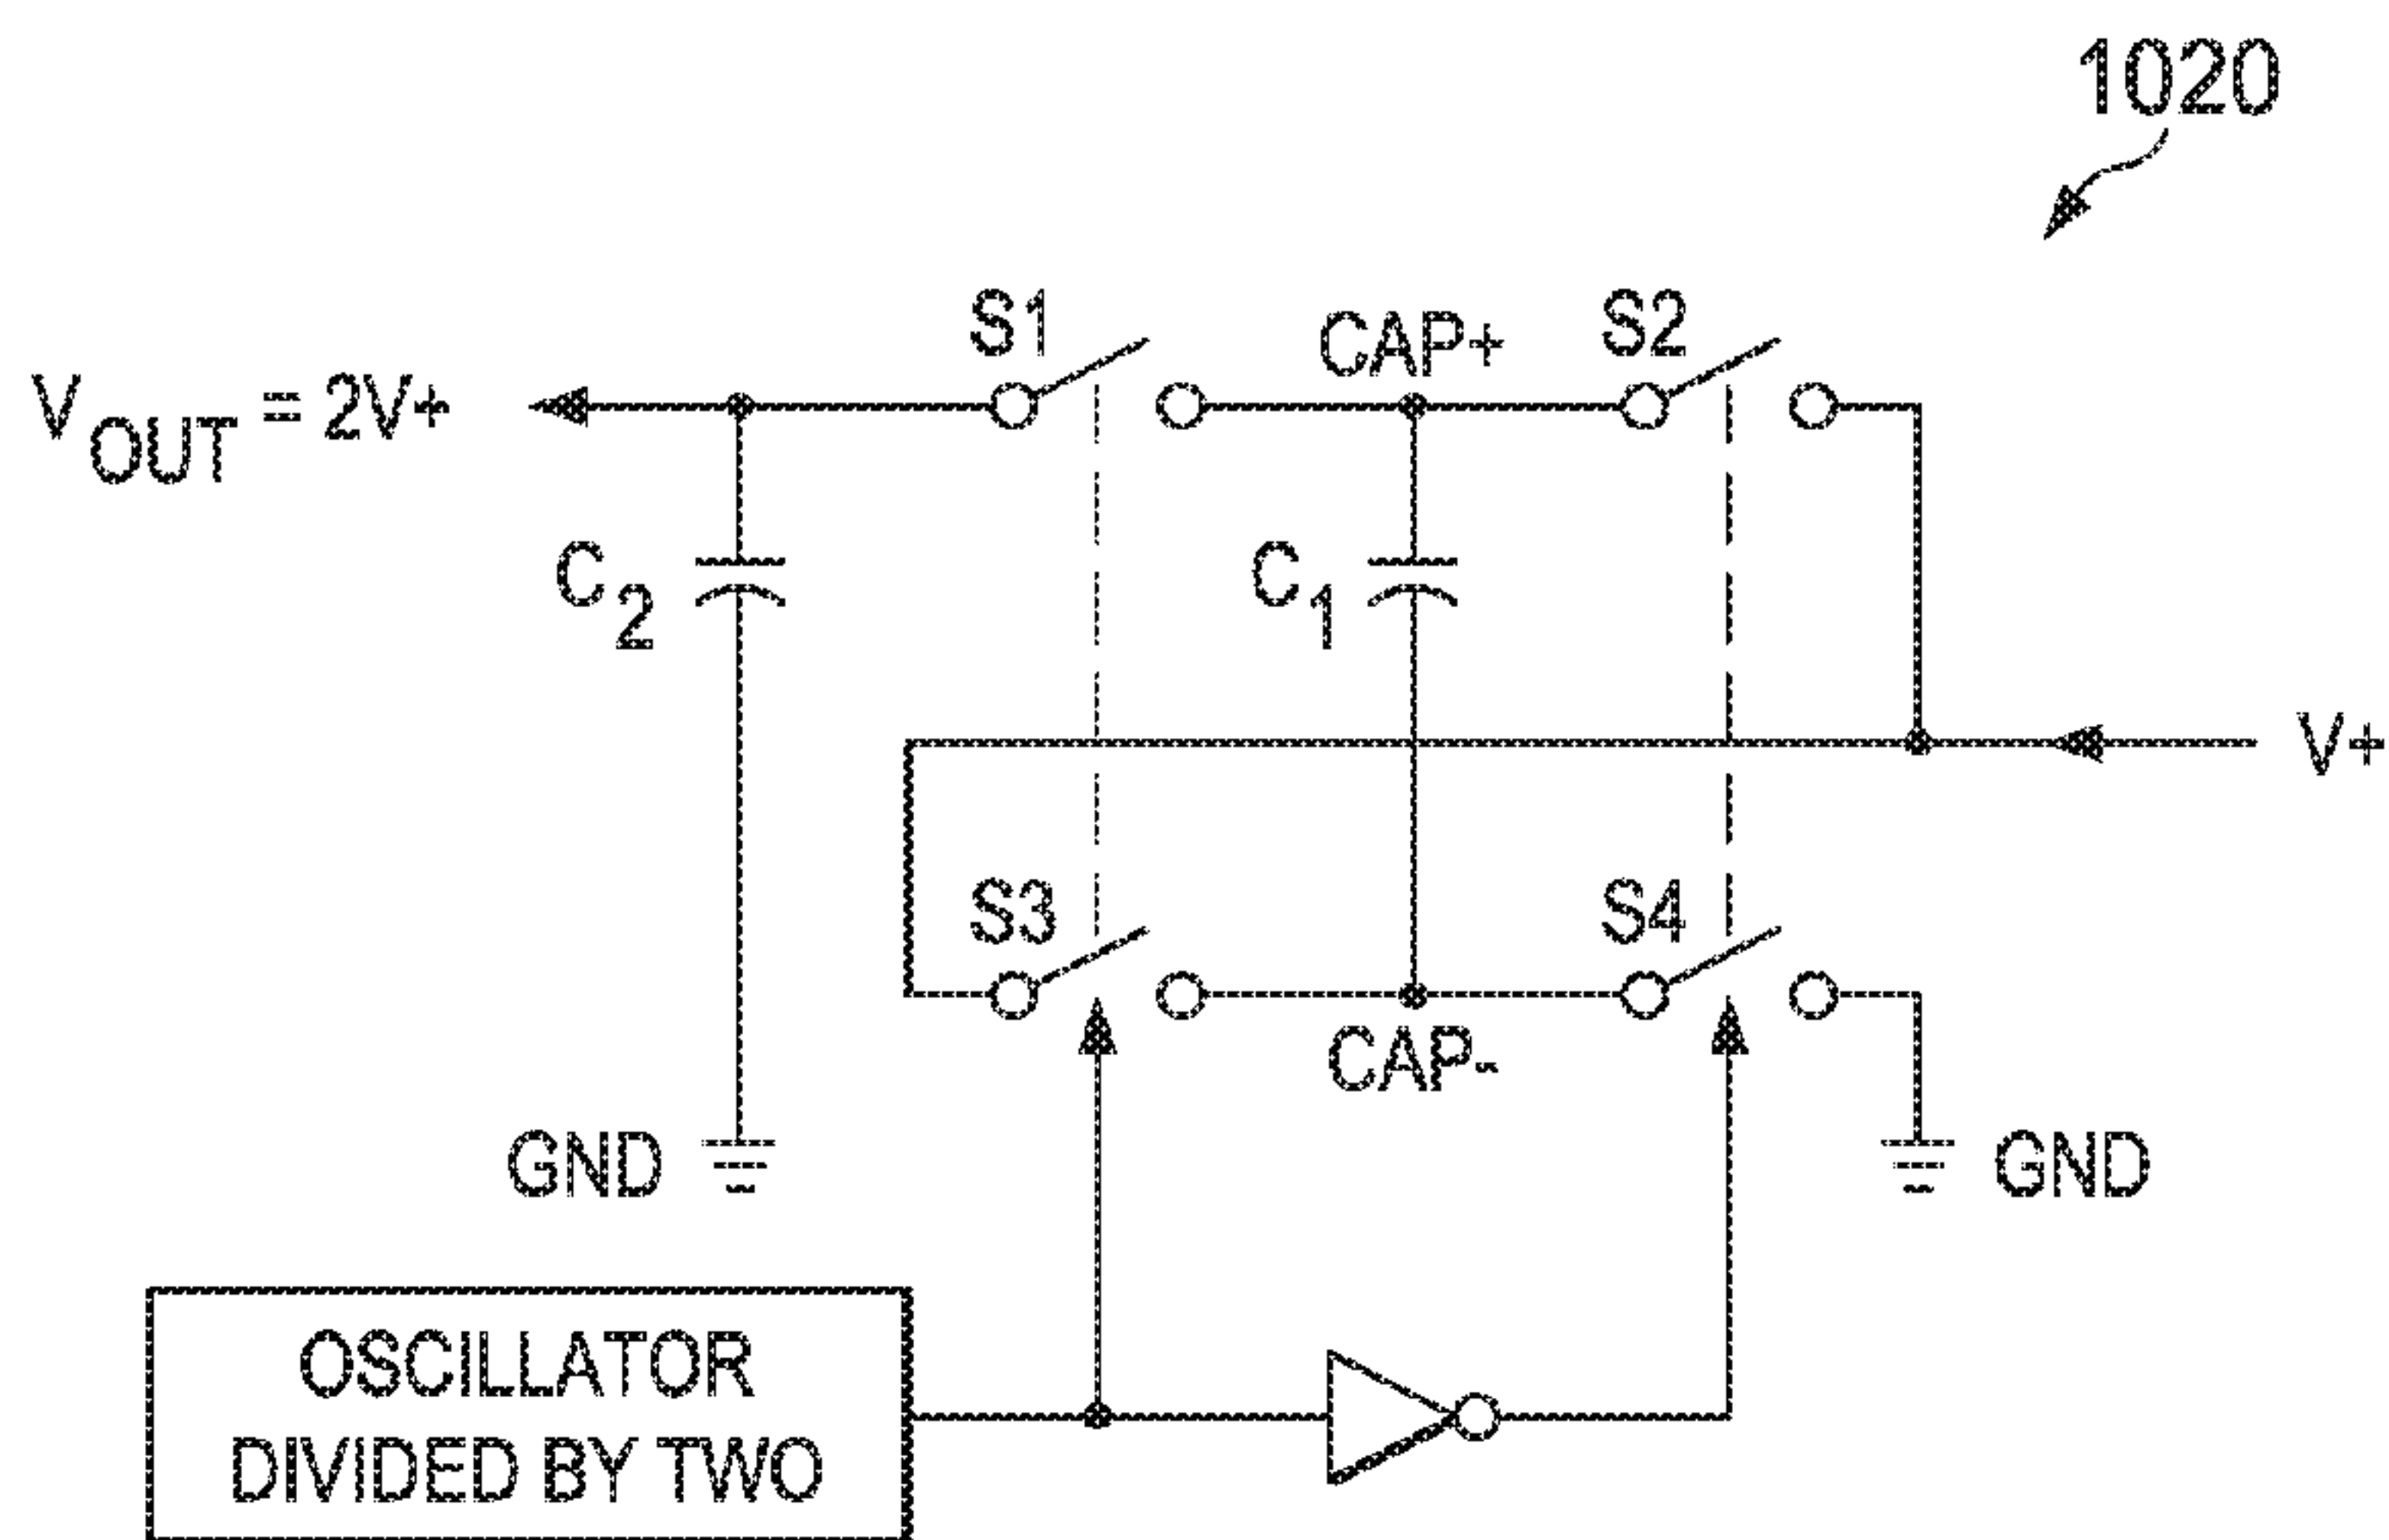 1020
S1
CAP+
S2
VOUT = 2V+
C2
C1
V+
S3
S4
CAP-
GND
GND
OSCILLATOR
DIVIDED BY TWO